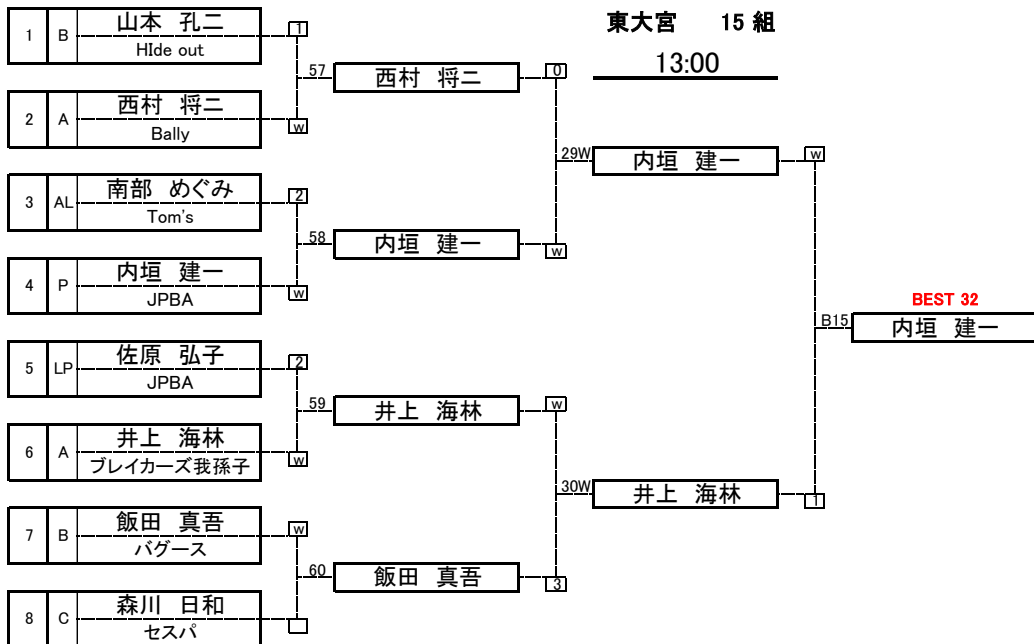 東大宮 15 組
13:00
1 B 山本 孔二 1
HIde out
57 西村 将二 0
2 A 西村 将二 w
Bally
29W 内垣 建一 w
3 AL 南部 めぐみ 2
Tom's
58 内垣 建一 w
4 P 内垣 建一 w
JPBA
BEST 32
B15 内垣 建一
5 LP 佐原 弘子 2
JPBA
59 井上 海林 w
6 A 井上 海林 w
ブレイカーズ我孫子
30W 井上 海林 1
7 B 飯田 真吾 w
バグース
60 飯田 真吾 3
8 C 森川 日和
セスパ